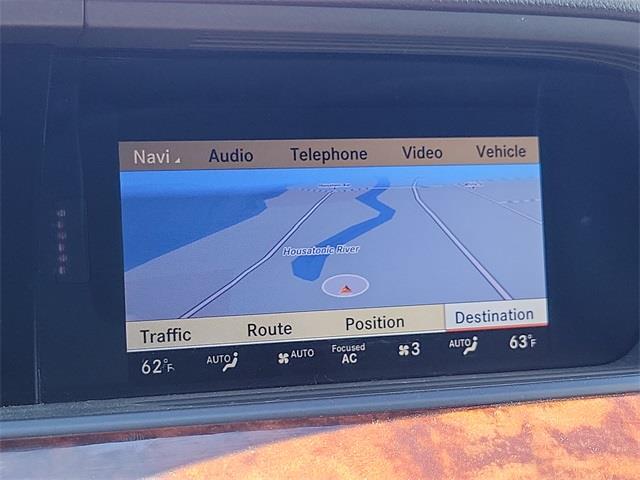 Navi Audio Telephone Video Vehicle
Housatonic River
Traffic Route Position Destination
62°F AUTO AUTO Focused AC 3 AUTO 63°F